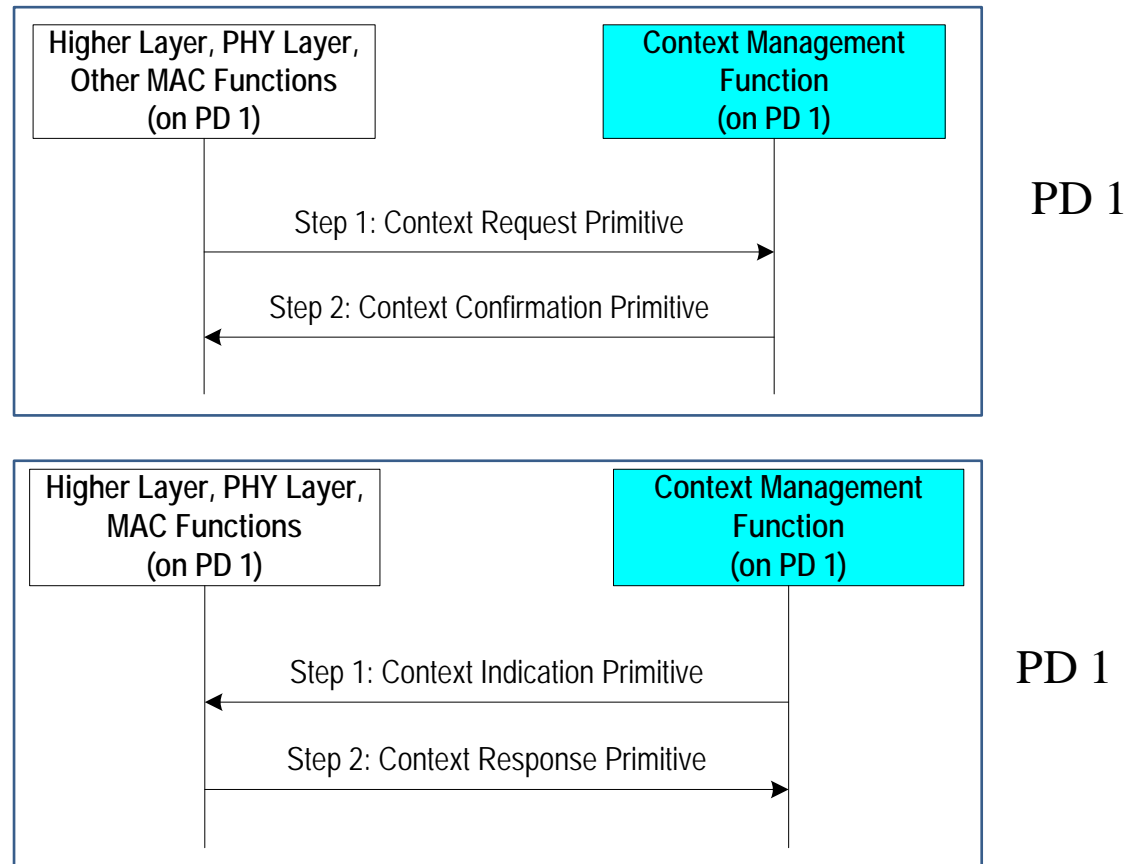 Higher Layer, PHY Layer,
Other MAC Functions
(on PD 1)
Context Management
Function
(on PD 1)
Step 1: Context Request Primitive
Step 2: Context Confirmation Primitive
PD 1
Higher Layer, PHY Layer,
MAC Functions
(on PD 1)
Context Management
Function
(on PD 1)
Step 1: Context Indication Primitive
Step 2: Context Response Primitive
PD 1